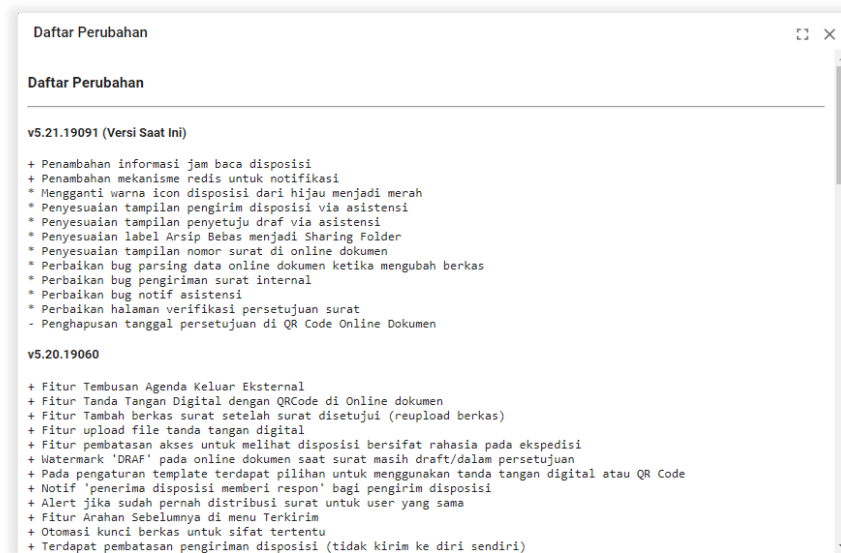 Daftar Perubahan
Daftar Perubahan
v5.21.19091 (Versi Saat Ini)
+ Penambahan informasi jam baca disposisi
+ Penambahan mekanisme redis untuk notifikasi
* Mengganti warna icon disposisi dari hijau menjadi merah
* Penyesuaian tampilan pengirim disposisi via asistensi
* Penyesuaian tampilan penyetuju draf via asistensi
* Penyesuaian label Arsip Bebas menjadi Sharing Folder
* Penyesuaian tampilan nomor surat di online dokumen
* Perbaikan bug parsing data online dokumen ketika mengubah berkas
* Perbaikan bug pengiriman surat internal
* Perbaikan bug notif asistensi
* Perbaikan halaman verifikasi persetujuan surat
- Penghapusan tanggal persetujuan di QR Code Online Dokumen
v5.20.19060
+ Fitur Tembusan Agenda Keluar Eksternal
+ Fitur Tanda Tangan Digital dengan QRCode di Online dokumen
+ Fitur Tambah berkas surat setelah surat disetujui (reupload berkas)
+ Fitur upload file tanda tangan digital
+ Fitur pembatasan akses untuk melihat disposisi bersifat rahasia pada ekspedisi
+ Watermark 'DRAF' pada online dokumen saat surat masih draft/dalam persetujuan
+ Pada pengaturan template terdapat pilihan untuk menggunakan tanda tangan digital atau QR Code
+ Notif 'penerima disposisi memberi respon' bagi pengirim disposisi
+ Alert jika sudah pernah distribusi surat untuk user yang sama
+ Fitur Arahan Sebelumnya di menu Terkirim
+ Otomasi kunci berkas untuk sifat tertentu
+ Terdapat pembatasan pengiriman disposisi (tidak kirim ke diri sendiri)